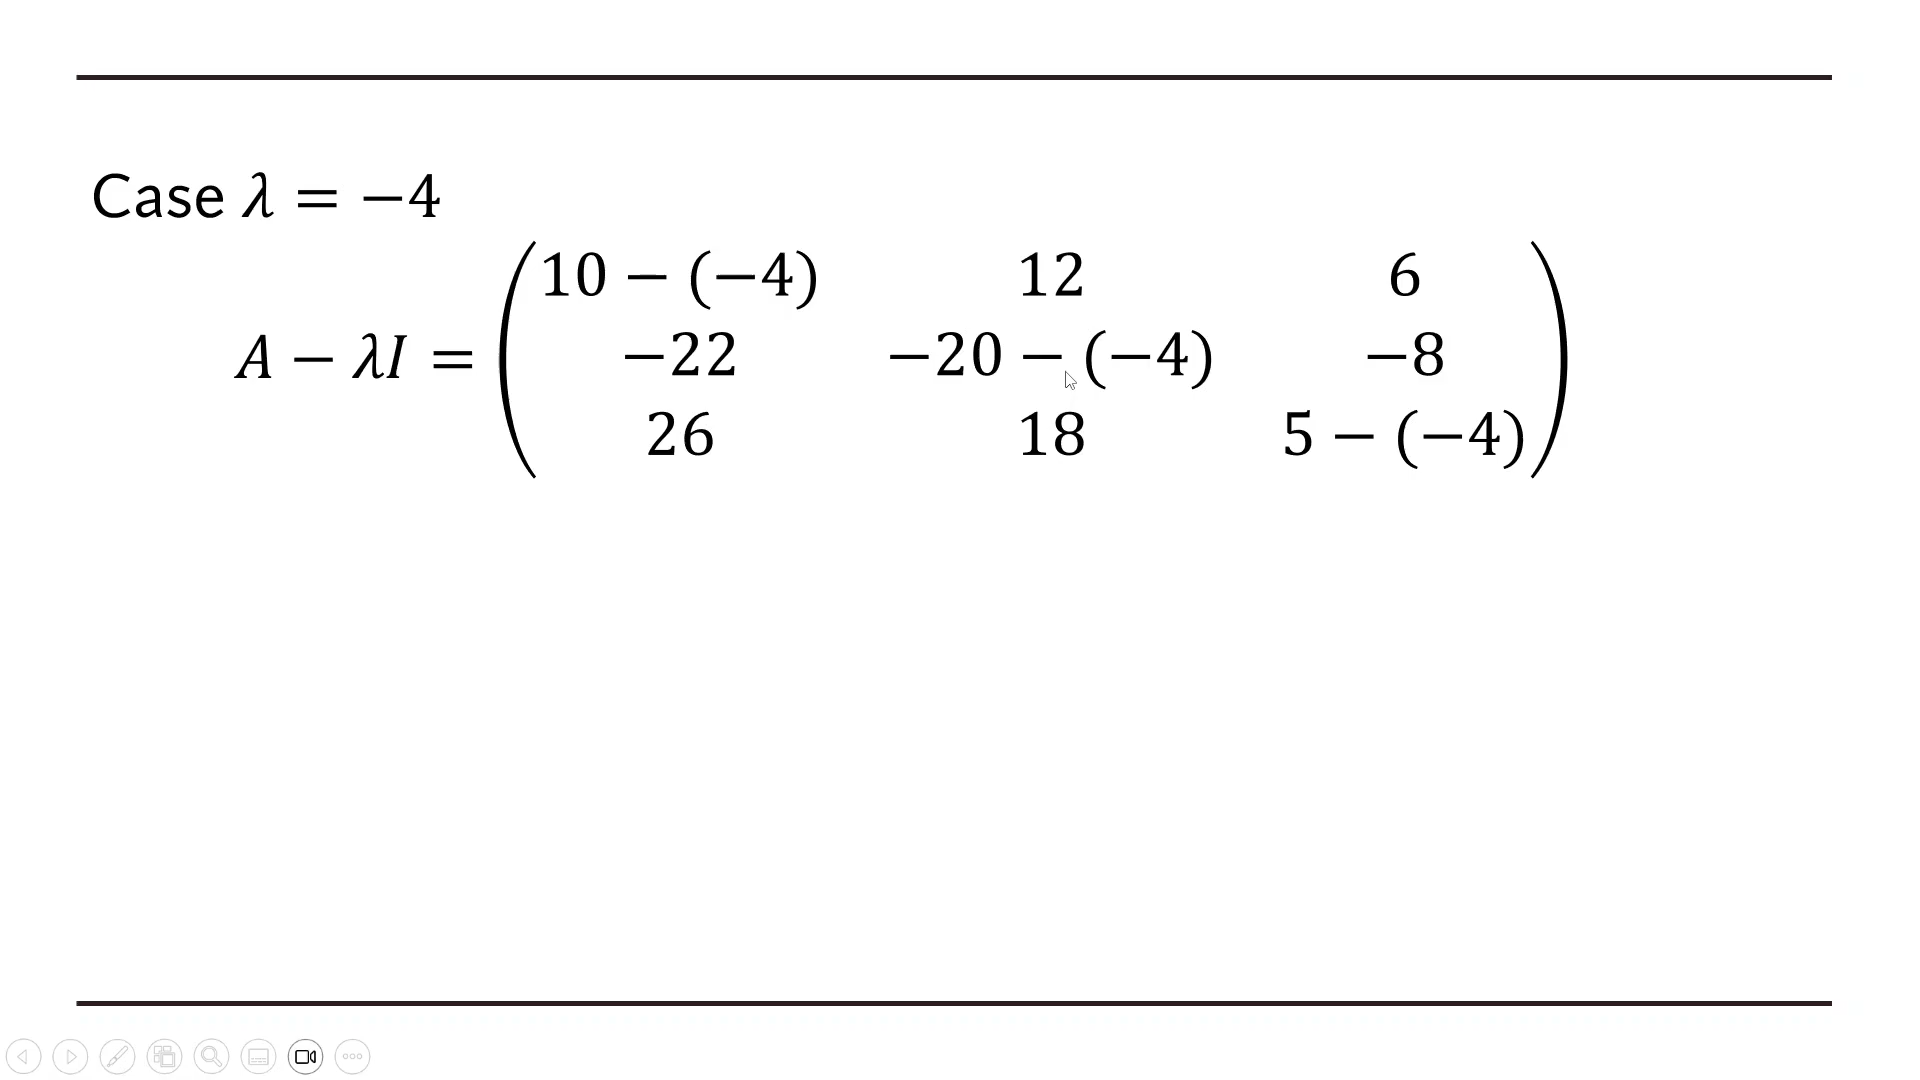 Case 𝜆 = −4
10 − (−4) 12 6
𝐴 − 𝜆𝐼 = −22 −20 − (−4) −8
26 18 5 − (−4)